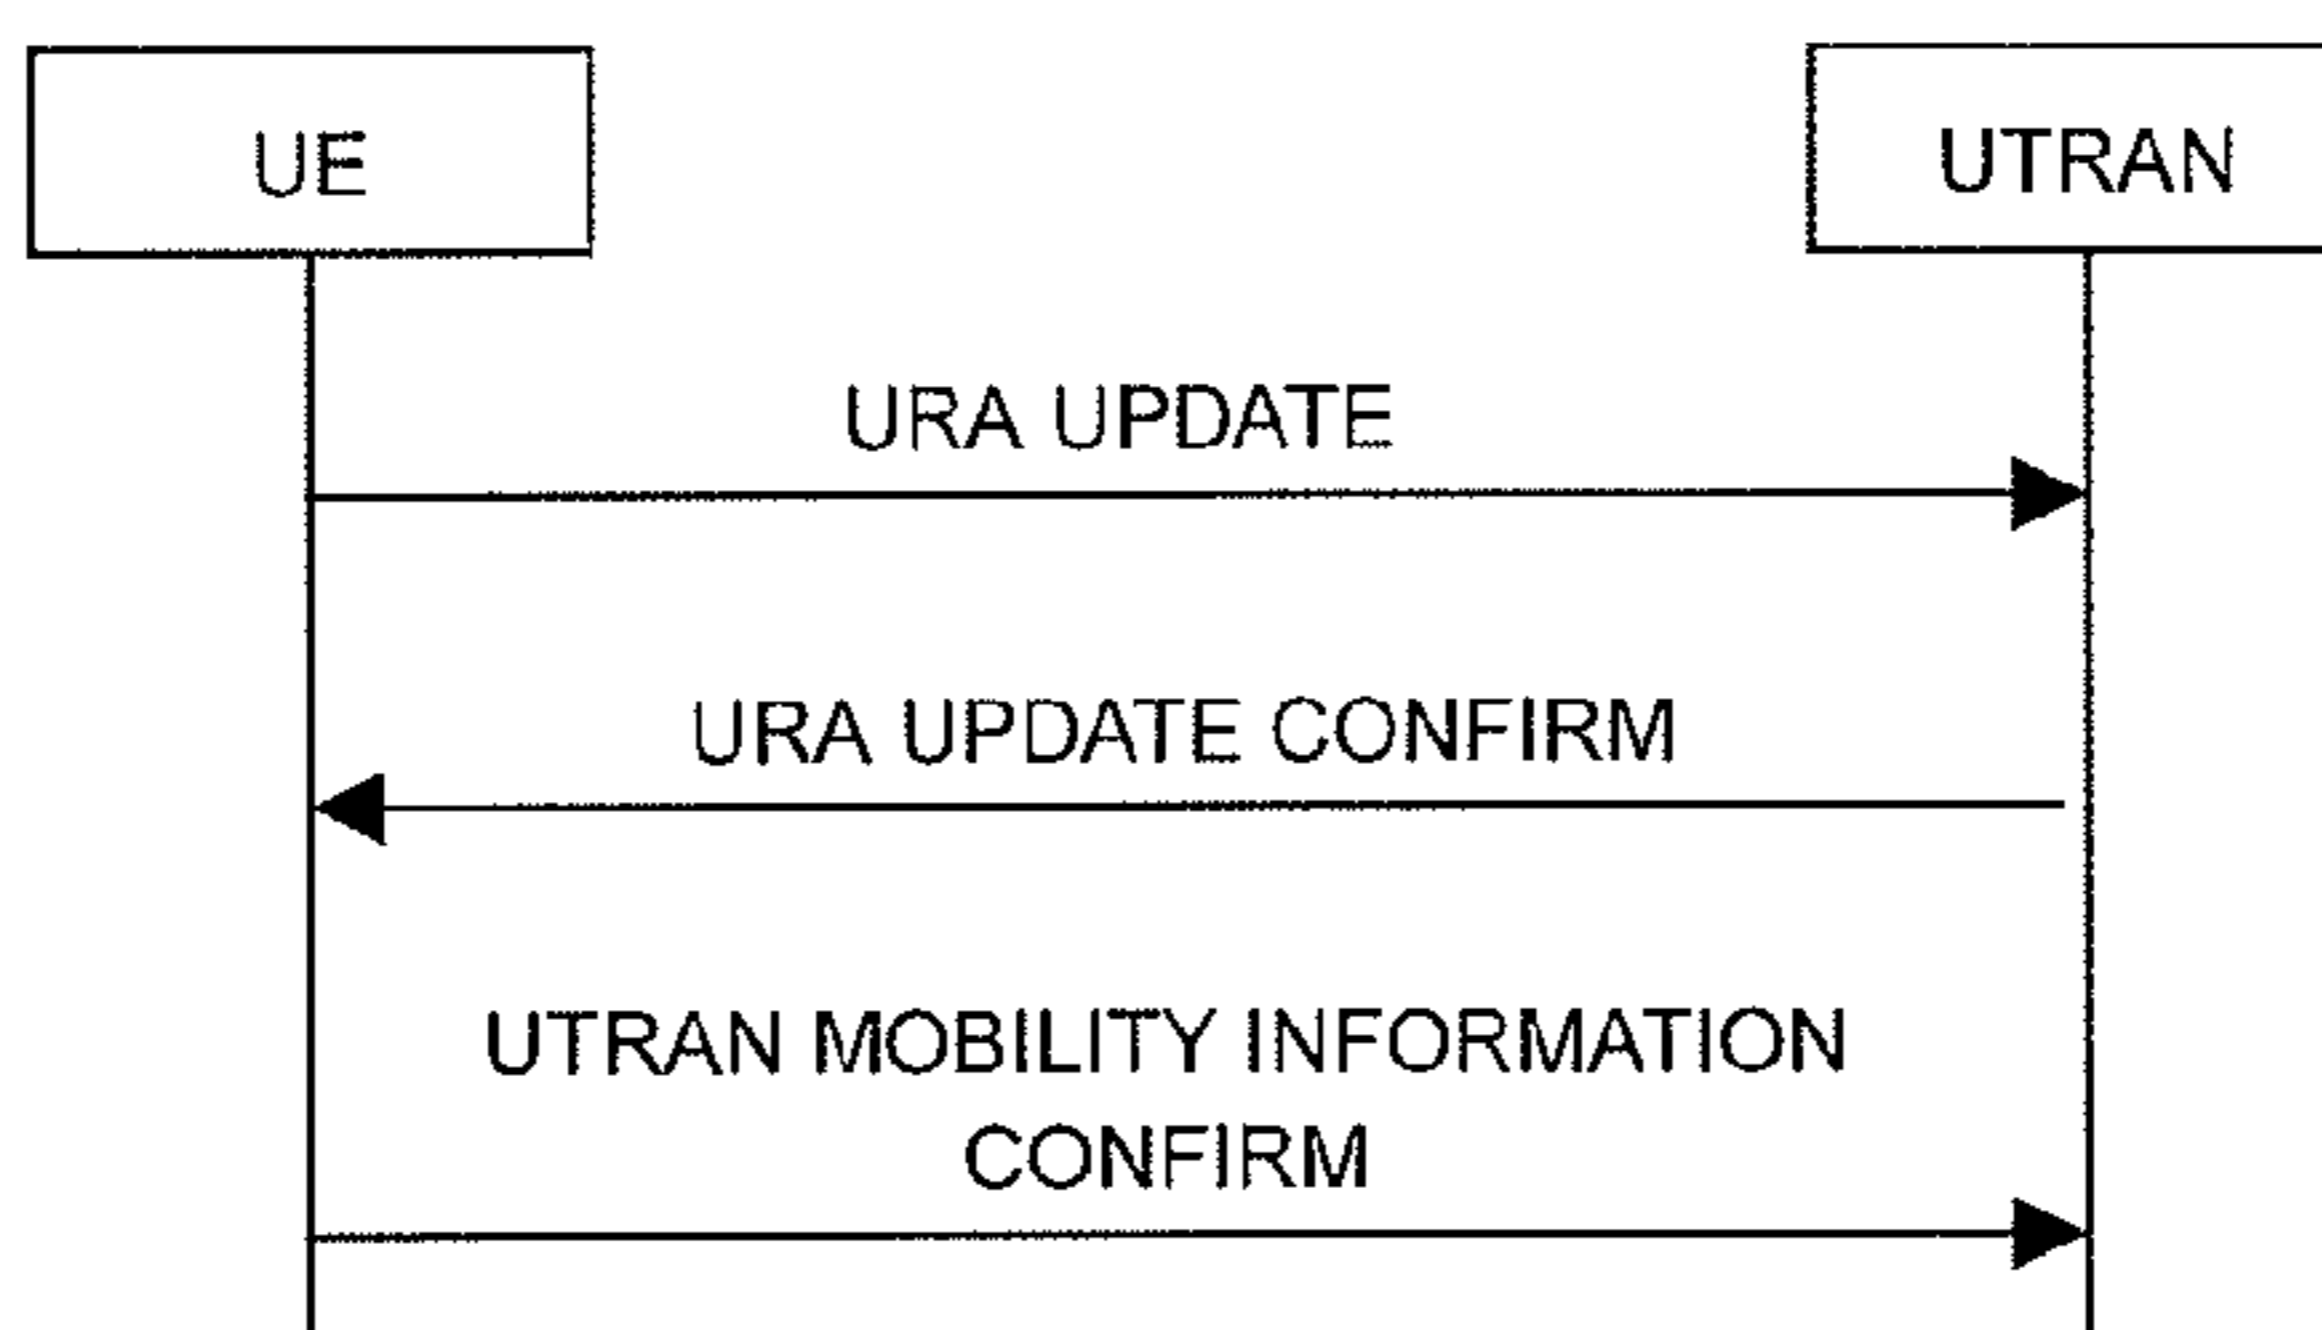 UE
UTRAN
URA UPDATE
URA UPDATE CONFIRM
UTRAN MOBILITY INFORMATION
CONFIRM